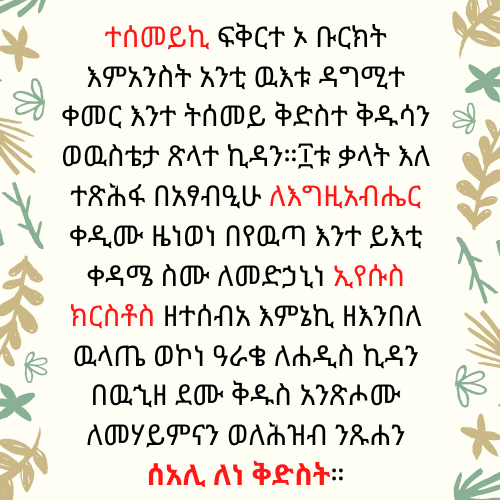 ተሰመይኪ ፍቅርተ ኦ ቡርክት
እምአንስት አንቲ ዉእቱ ዳግሚተ
ቀመር እንተ ትሰመይ ቅድስተ ቅዱሳን
ወዉስቴታ ጽላተ ኪዳን።፲ቱ ቃላት እለ
ተጽሕፋ በአፃብዒሁ ለእግዚአብሔር
ቀዲሙ ዜነወነ በየዉጣ እንተ ይእቲ
ቀዳሜ ስሙ ለመድኃኒነ ኢየሱስ
ክርስቶስ ዘተሰብአ እምኔኪ ዘእንበለ
ዉላጤ ወኮነ ዓራቄ ለሐዲስ ኪዳን
በዉኂዘ ደሙ ቅዱስ አንጽሖሙ
ለመሃይምናን ወለሕዝብ ንጹሐን
ሰአሊ ለነ ቅድስት።